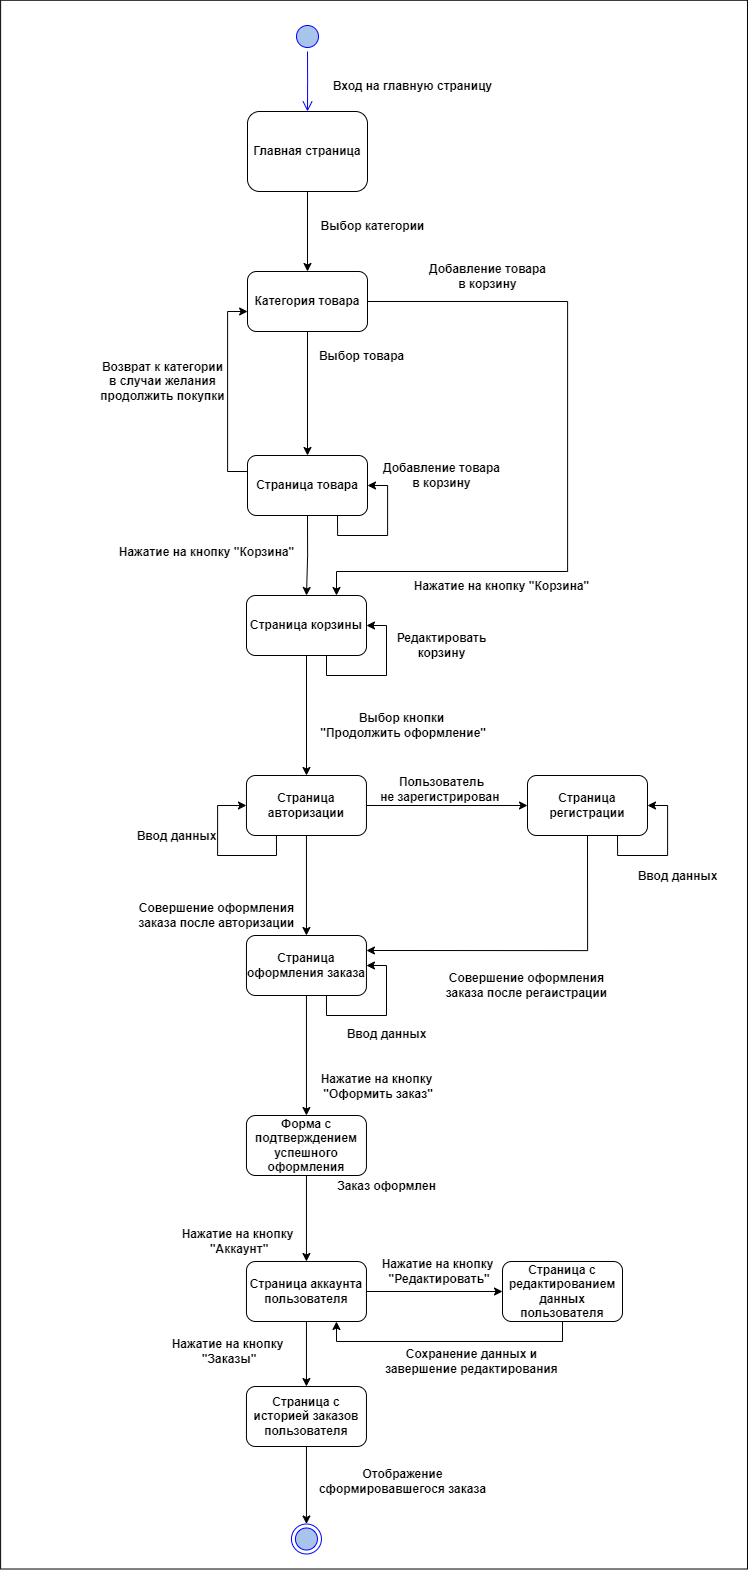 Вход на главную страницу
Главная страница
Выбор категории
Добавление товара
в корзину
Категория товара
Выбор товара
Возврат к категории
в случаи желания
продолжить покупки
Добавление товара
в корзину
Страница товара
Нажатие на кнопку "Корзина"
Нажатие на кнопку "Корзина"
Страница корзины
Редактировать
корзину
Выбор кнопки
"Продолжить оформление"
Страница
авторизации
Пользователь
не зарегистрирован
Страница
регистрации
Ввод данных
Ввод данных
Совершение оформления
заказа после авторизации
Страница
оформления заказа
Совершение оформления
заказа после регаистрации
Ввод данных
Нажатие на кнопку
"Оформить заказ"
Форма с
подтверждением
успешного
оформления
Заказ оформлен
Нажатие на кнопку
"Аккаунт"
Страница аккаунта
пользователя
Нажатие на кнопку
"Редактировать"
Страница с
редактированием
данных
пользователя
Нажатие на кнопку
"Заказы"
Сохранение данных и
завершение редактирования
Страница с
историей заказов
пользователя
Отображение
сформировавшегося заказа